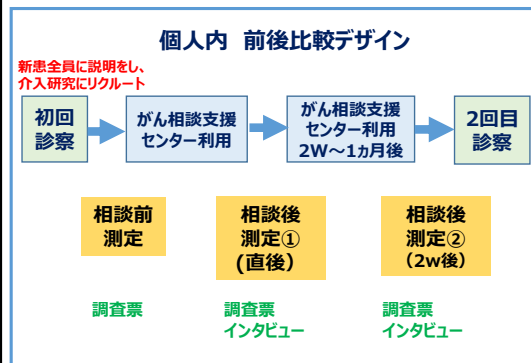 個人内 前後比較デザイン
新患全員に説明をし、
介入研究にリクルート
初回
診察
がん相談支援
センター利用
がん相談支援
センター利用
2W～1ヵ月後
2回目
診察
相談前
測定
相談後
測定①
(直後）
相談後
測定②
（2w後）
調査票
調査票
インタビュー
調査票
インタビュー